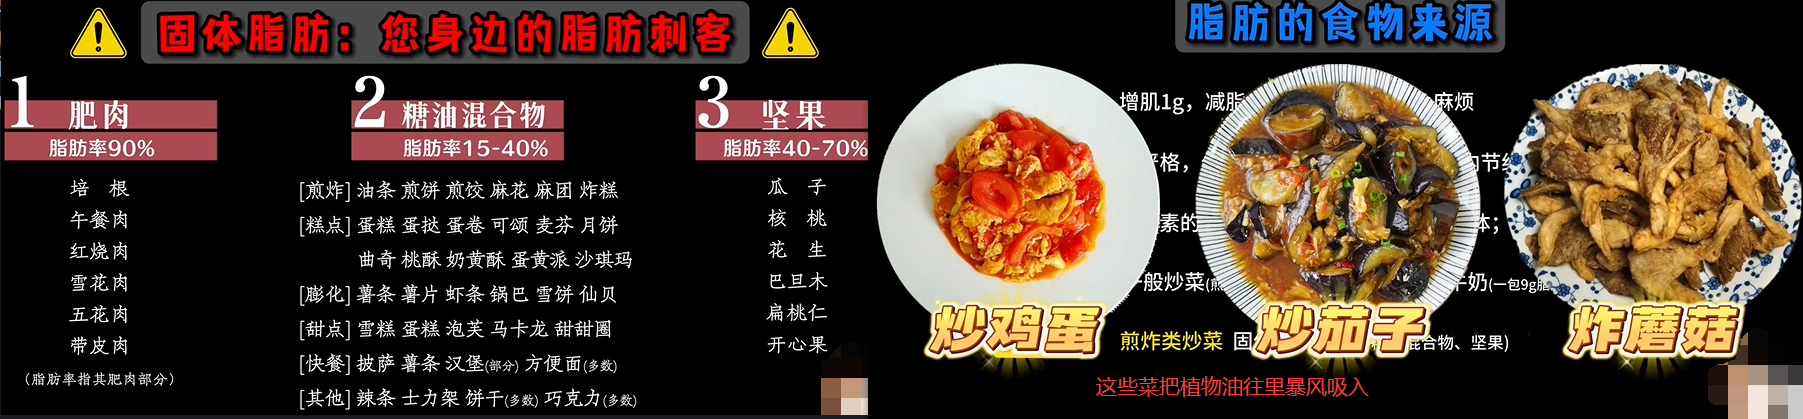 固体脂肪：您身边的脂肪刺客
1 肥肉
脂肪率90%
培根
午餐肉
红烧肉
雪花肉
五花肉
带皮肉
（脂肪率指其肥肉部分）
2 糖油混合物
脂肪率15-40%
[煎炸] 油条 煎饼 煎饺 麻花 麻团 炸糕
[糕点] 蛋糕 蛋挞 蛋卷 可颂 麦芬 月饼
曲奇 桃酥 奶黄酥 蛋黄派 沙琪玛
[膨化] 薯条 薯片 虾条 锅巴 雪饼 仙贝
[甜点] 雪糕 蛋糕 泡芙 马卡龙 甜甜圈
[快餐] 披萨 薯条 汉堡(部分) 方便面(多数)
[其他] 辣条 士力架 饼干(多数) 巧克力(多数)
3 坚果
脂肪率40-70%
瓜子
核桃
花生
巴旦木
扁桃仁
开心果
脂肪的食物来源
增肌1g，减脂 麻烦
严格， 肉节
素的 体；
一般炒菜(煎 牛奶(一包9g脂
炒鸡蛋
炒茄子
炸蘑菇
煎炸类炒菜 固 混合物、坚果)
这些菜把植物油往里暴风吸入